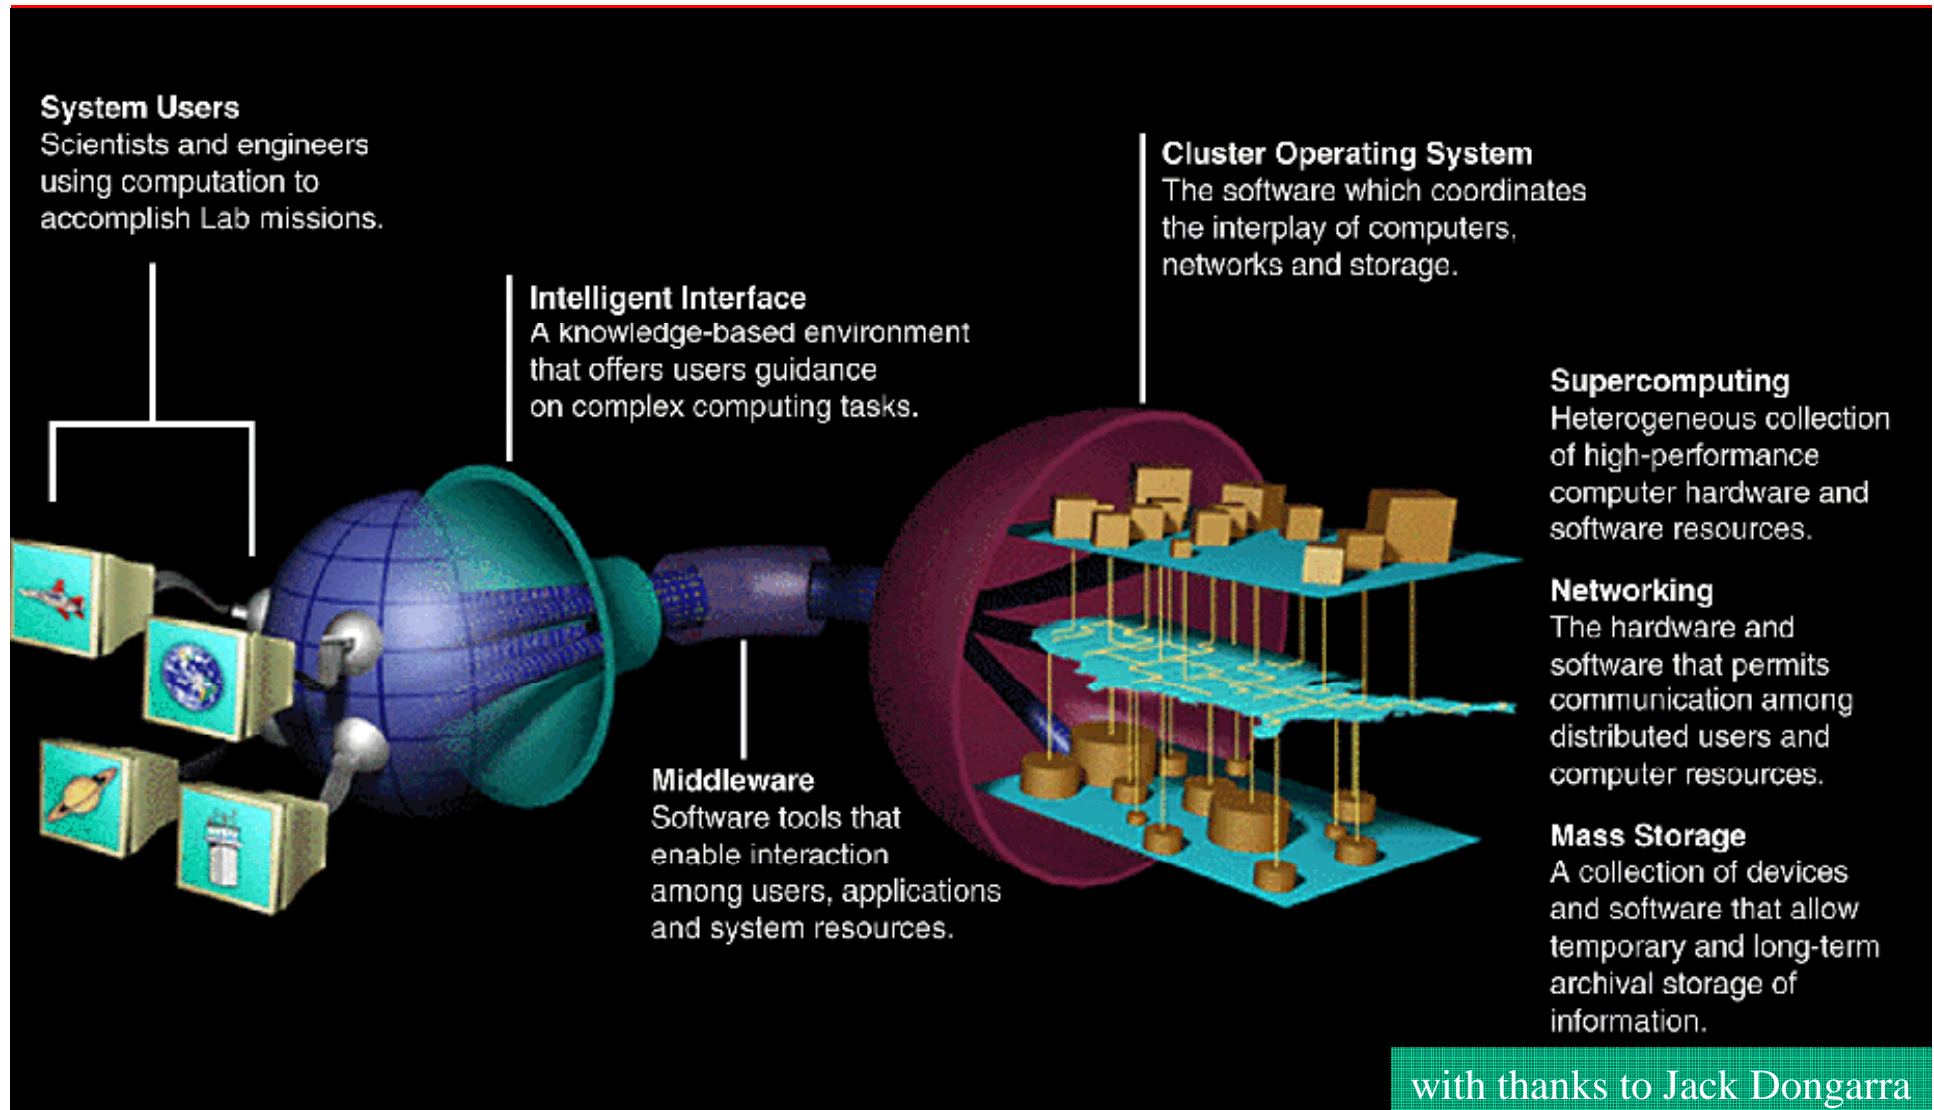 System Users
Scientists and engineers
using computation to
accomplish Lab missions.
Intelligent Interface
A knowledge-based environment
that offers users guidance
on complex computing tasks.
Middleware
Software tools that
enable interaction
among users, applications
and system resources.
Cluster Operating System
The software which coordinates
the interplay of computers,
networks and storage.
Supercomputing
Heterogeneous collection
of high-performance
computer hardware and
software resources.
Networking
The hardware and
software that permits
communication among
distributed users and
computer resources.
Mass Storage
A collection of devices
and software that allow
temporary and long-term
archival storage of
information.
with thanks to Jack Dongarra